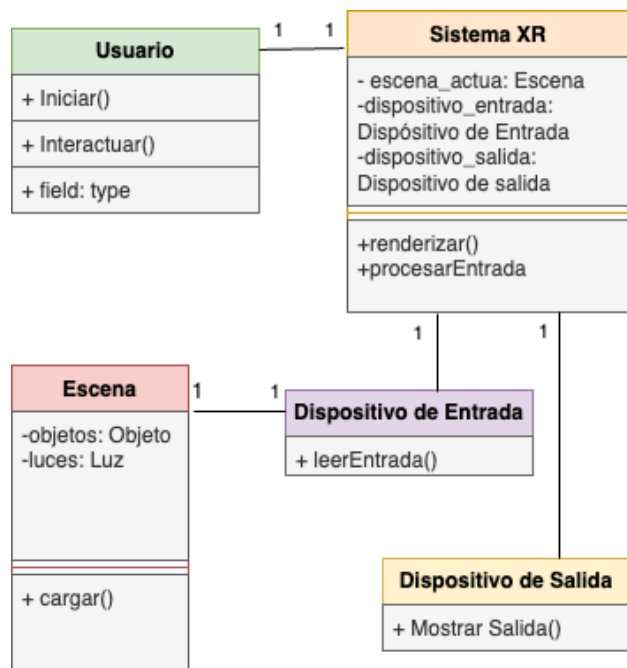 1
1
Usuario
+ Iniciar()
+ Interactuar()
+ field: type
Sistema XR
- escena_actua: Escena
-dispositivo_entrada:
Dispósitivo de Entrada
-dispositivo_salida:
Dispositivo de salida
+renderizar()
+procesarEntrada
1
1
Escena
-objetos: Objeto
-luces: Luz
+ cargar()
1
1
Dispositivo de Entrada
+ leerEntrada()
Dispositivo de Salida
+ Mostrar Salida()